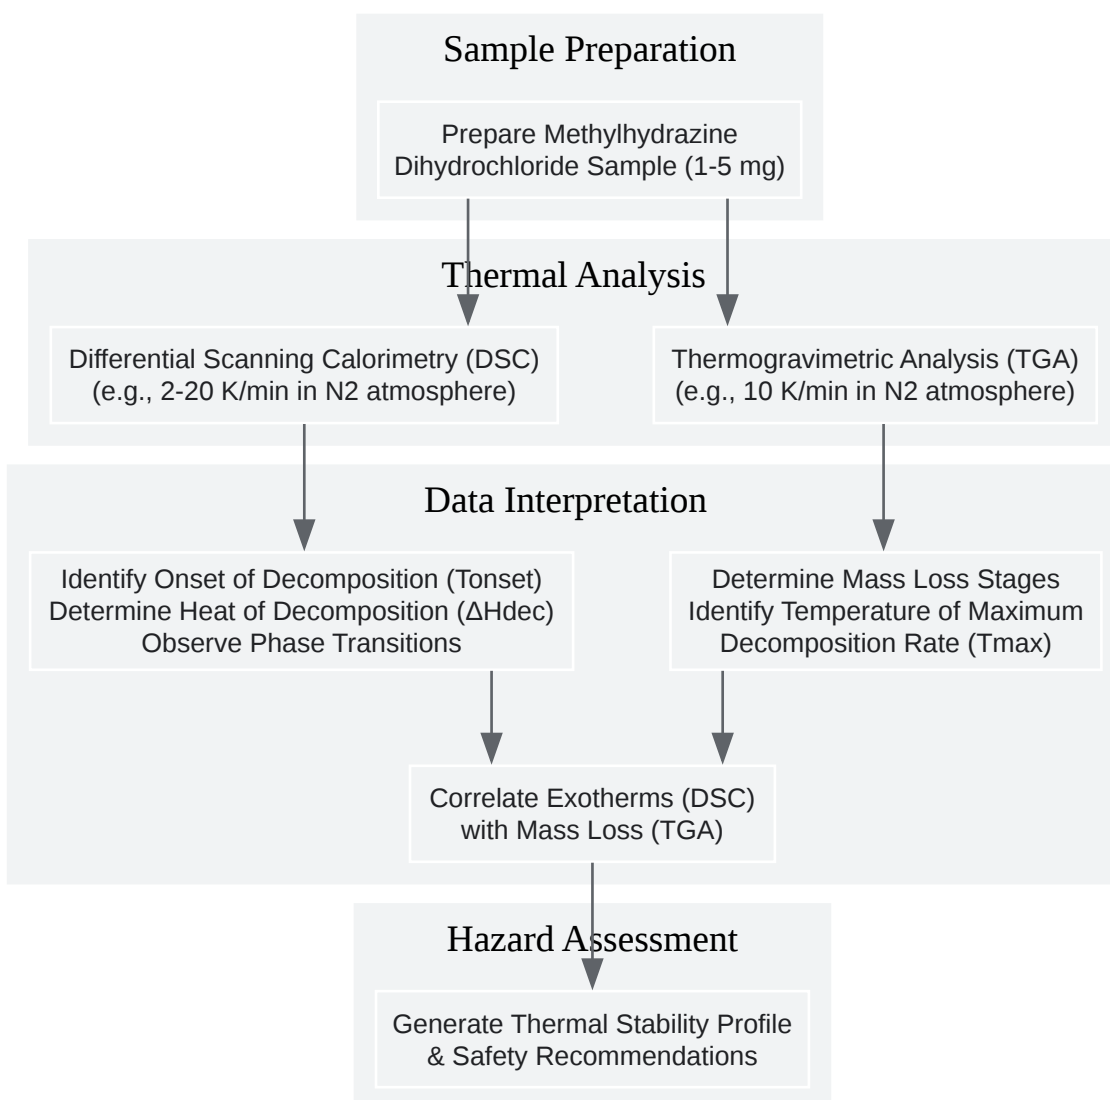 Sample Preparation
Prepare Methylhydrazine
Dihydrochloride Sample (1-5 mg)
Thermal Analysis
Differential Scanning Calorimetry (DSC)
(e.g., 2-20 K/min in N2 atmosphere)
Thermogravimetric Analysis (TGA)
(e.g., 10 K/min in N2 atmosphere)
Data Interpretation
Identify Onset of Decomposition (Tonset)
Determine Heat of Decomposition (ΔHdec)
Observe Phase Transitions
Determine Mass Loss Stages
Identify Temperature of Maximum
Decomposition Rate (Tmax)
Correlate Exotherms (DSC)
with Mass Loss (TGA)
Hazard Assessment
Generate Thermal Stability Profile
& Safety Recommendations